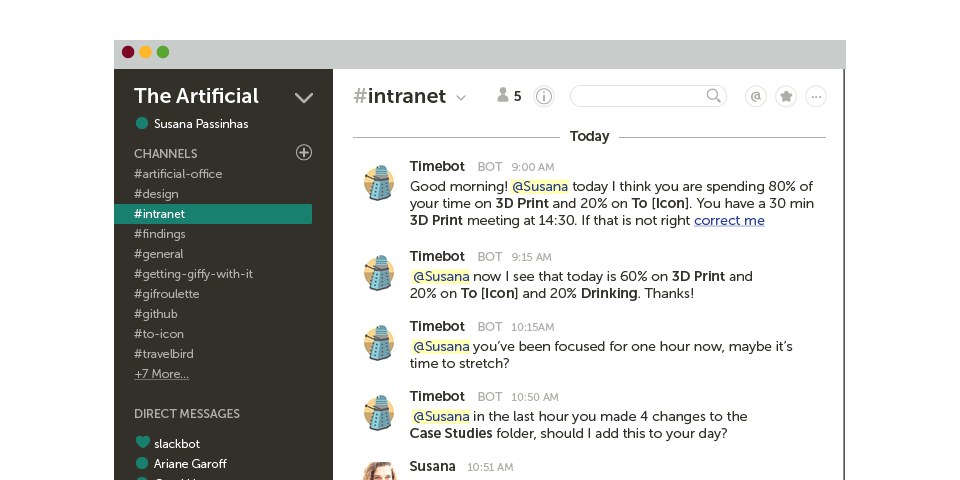 The Artificial
Susana Passinhas
CHANNELS
#artificial-office
#design
#intranet
#findings
#general
#getting-giffy-with-it
#gifroulette
#github
#to-icon
#travelbird
+7 More...
DIRECT MESSAGES
slackbot
Ariane Garoff
#intranet
5
i
@
Today
Timebot BOT 9:00 AM
Good morning! @Susana today I think you are spending 80% of
your time on 3D Print and 20% on To [Icon]. You have a 30 min
3D Print meeting at 14:30. If that is not right correct me
Timebot BOT 9:15 AM
@Susana now I see that today is 60% on 3D Print and
20% on To [Icon] and 20% Drinking. Thanks!
Timebot BOT 10:15AM
@Susana you’ve been focused for one hour now, maybe it’s
time to stretch?
Timebot BOT 10:50 AM
@Susana in the last hour you made 4 changes to the
Case Studies folder, should I add this to your day?
Susana 10:51 AM